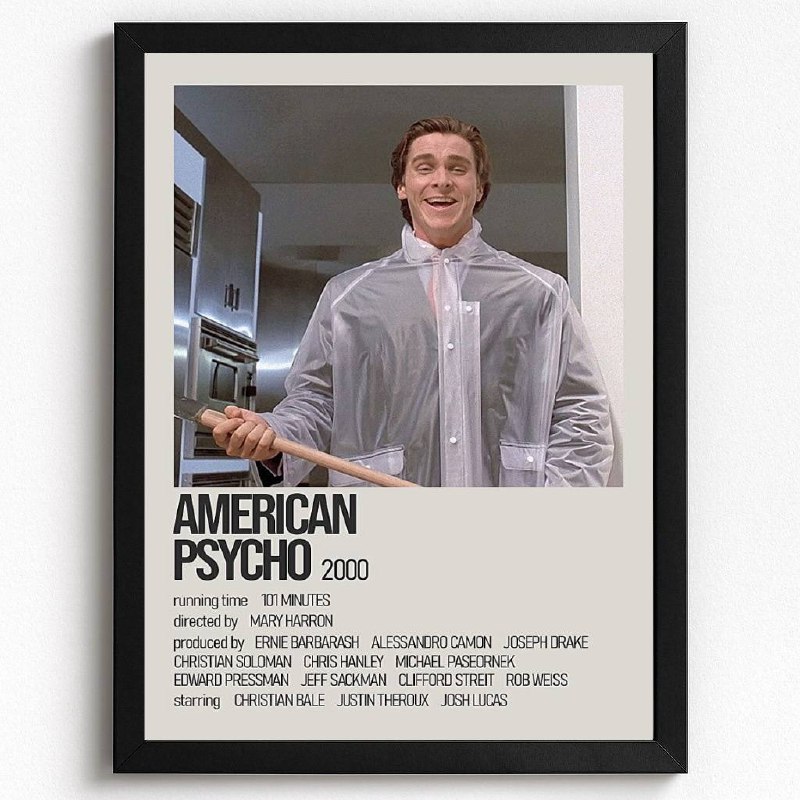 AMERICAN
PSYCHO 2000
running time 101 MINUTES
directed by MARY HARRON
produced by ERNIE BARBARASH ALESSANDRO CAMON JOSEPH DRAKE
CHRISTIAN SOLOMAN CHRIS HANLEY MICHAEL PASEORNEK
EDWARD PRESSMAN JEFF SACKMAN CLIFFORD STREIT ROB WEISS
starring CHRISTIAN BALE JUSTIN THEROUX JOSH LUCAS